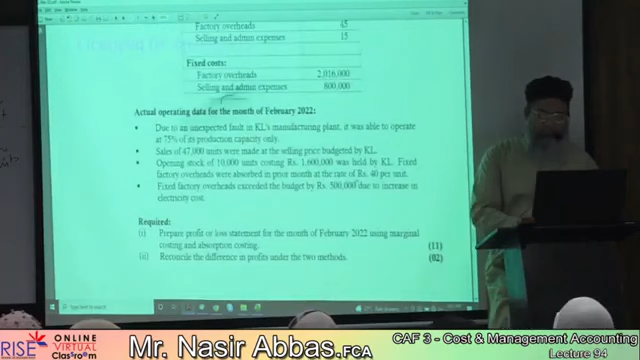 Factory overheads 45
Selling and admin expenses 15
Fixed costs:
Factory overheads 2,016,000
Selling and admin expenses 800,000
Actual operating data for the month of February 2022:
• Due to an unexpected fault in KL's manufacturing plant, it was able to operate
at 75% of its production capacity only.
• Sales of 47,000 units were made at the selling price budgeted by KL.
• Opening stock of 10,000 units costing Rs. 1,600,000 was held by KL. Fixed
factory overheads were absorbed in prior month at the rate of Rs. 40 per unit.
• Fixed factory overheads exceeded the budget by Rs. 500,000 due to increase in
electricity cost.
Required:
(i) Prepare profit or loss statement for the month of February 2022 using marginal
costing and absorption costing. (11)
(ii) Reconcile the difference in profits under the two methods. (02)
Type here to search
RISE ONLINE
VIRTUAL
Classroom
Mr. Nasir Abbas.FCA
CAF 3 - Cost & Management Accounting
Lecture 94